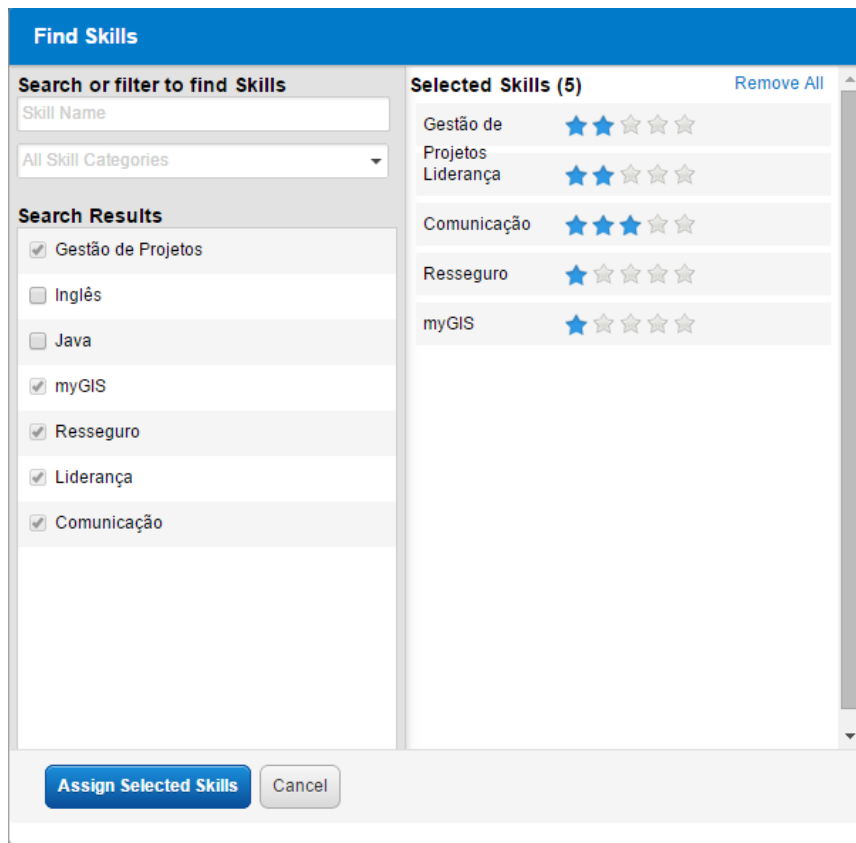 Find Skills
Search or filter to find Skills
Skill Name
All Skill Categories
Search Results
Gestão de Projetos
Inglês
Java
myGIS
Resseguro
Liderança
Comunicação
Selected Skills (5)
Remove All
Gestão de
Projetos
Liderança
Comunicação
Resseguro
myGIS
Assign Selected Skills
Cancel